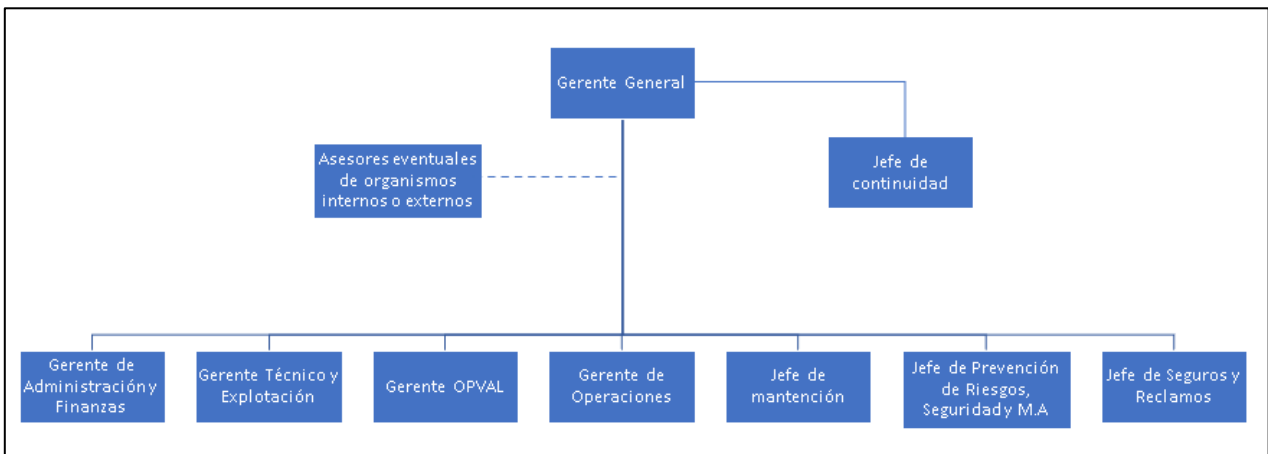 Gerente General
Asesores eventuales
de organismos
internos o externos
Jefe de
continuidad
Gerente de
Administración y
Finanzas
Gerente Técnico y
Explotación
Gerente OPVAL
Gerente de
Operaciones
Jefe de
mantención
Jefe de Prevención
de Riesgos,
Seguridad y M.A
Jefe de Seguros y
Reclamos